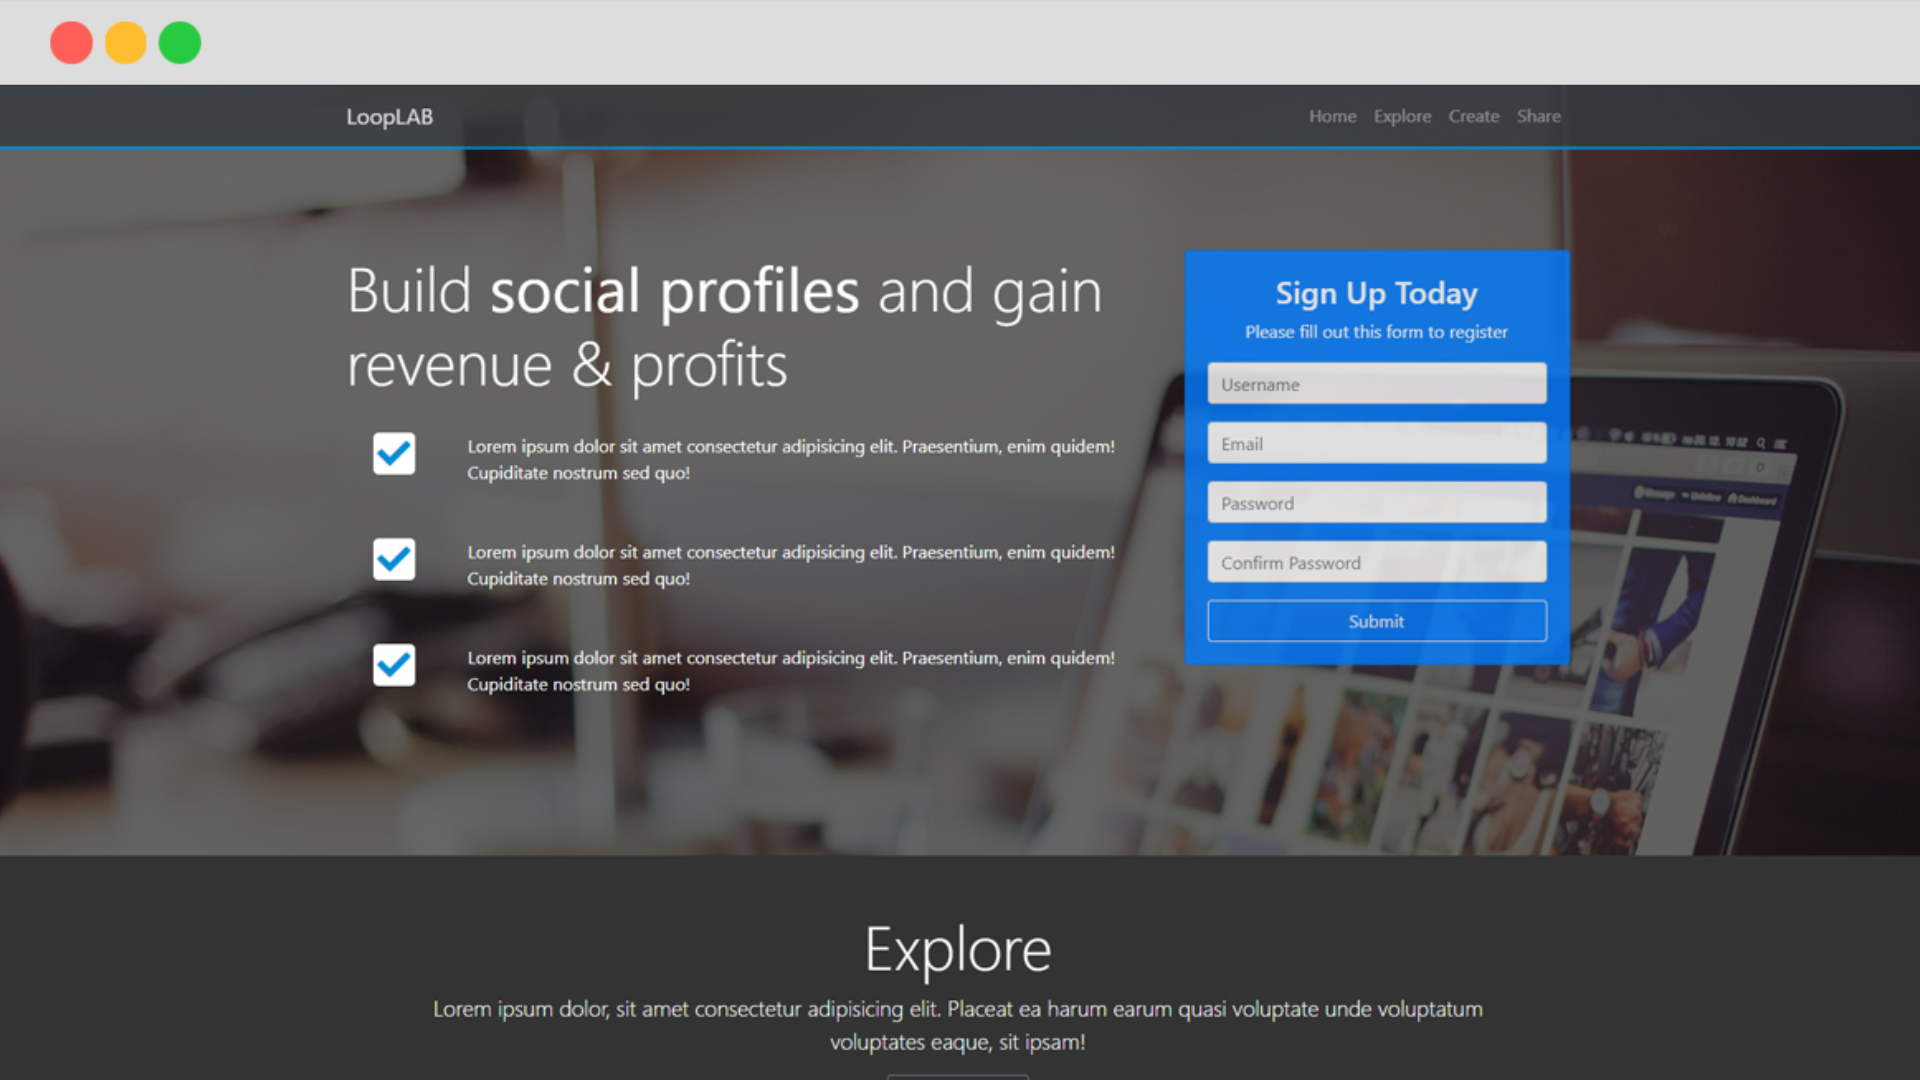 LoopLAB
Home Explore Create Share
Build social profiles and gain
revenue & profits
Lorem ipsum dolor sit amet consectetur adipisicing elit. Praesentium, enim quidem!
Cupiditate nostrum sed quo!
Lorem ipsum dolor sit amet consectetur adipisicing elit. Praesentium, enim quidem!
Cupiditate nostrum sed quo!
Lorem ipsum dolor sit amet consectetur adipisicing elit. Praesentium, enim quidem!
Cupiditate nostrum sed quo!
Sign Up Today
Please fill out this form to register
Username
Email
Password
Confirm Password
Submit
Message Unfollow Dashboard
Explore
Lorem ipsum dolor, sit amet consectetur adipisicing elit. Placeat ea harum earum quasi voluptate unde voluptatum
voluptates eaque, sit ipsam!